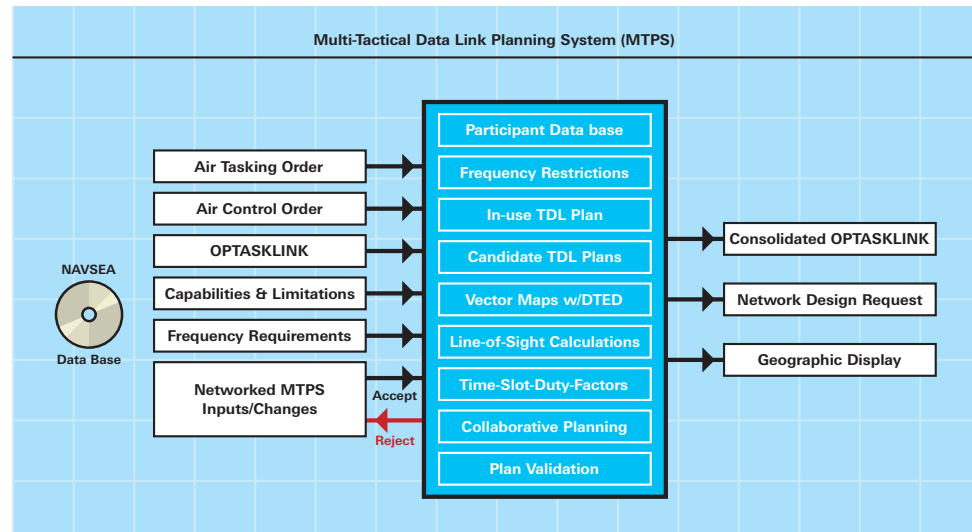 Multi-Tactical Data Link Planning System (MTPS)
NAVSEA
Data Base
Air Tasking Order
Air Control Order
OPTASKLINK
Capabilities & Limitations
Frequency Requirements
Networked MTPS
Inputs/Changes
Accept
Reject
Participant Data base
Frequency Restrictions
In-use TDL Plan
Candidate TDL Plans
Vector Maps w/DTED
Line-of-Sight Calculations
Time-Slot-Duty-Factors
Collaborative Planning
Plan Validation
Consolidated OPTASKLINK
Network Design Request
Geographic Display